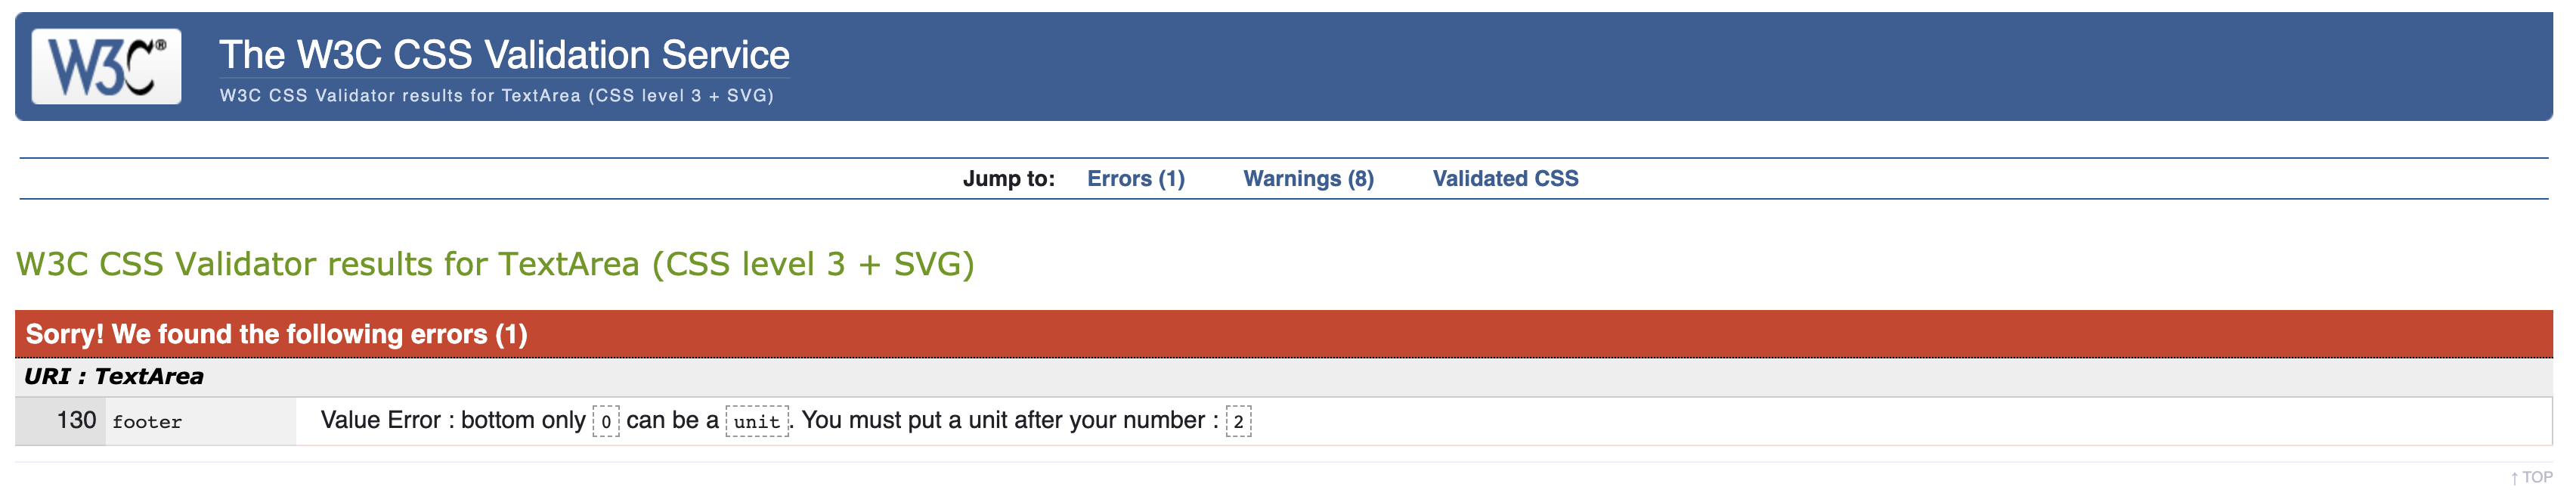 W3C®
The W3C CSS Validation Service
W3C CSS Validator results for TextArea (CSS level 3 + SVG)
Jump to: Errors (1) Warnings (8) Validated CSS
W3C CSS Validator results for TextArea (CSS level 3 + SVG)
Sorry! We found the following errors (1)
URI : TextArea
130 footer Value Error : bottom only 0 can be a unit. You must put a unit after your number : 2
↑ TOP